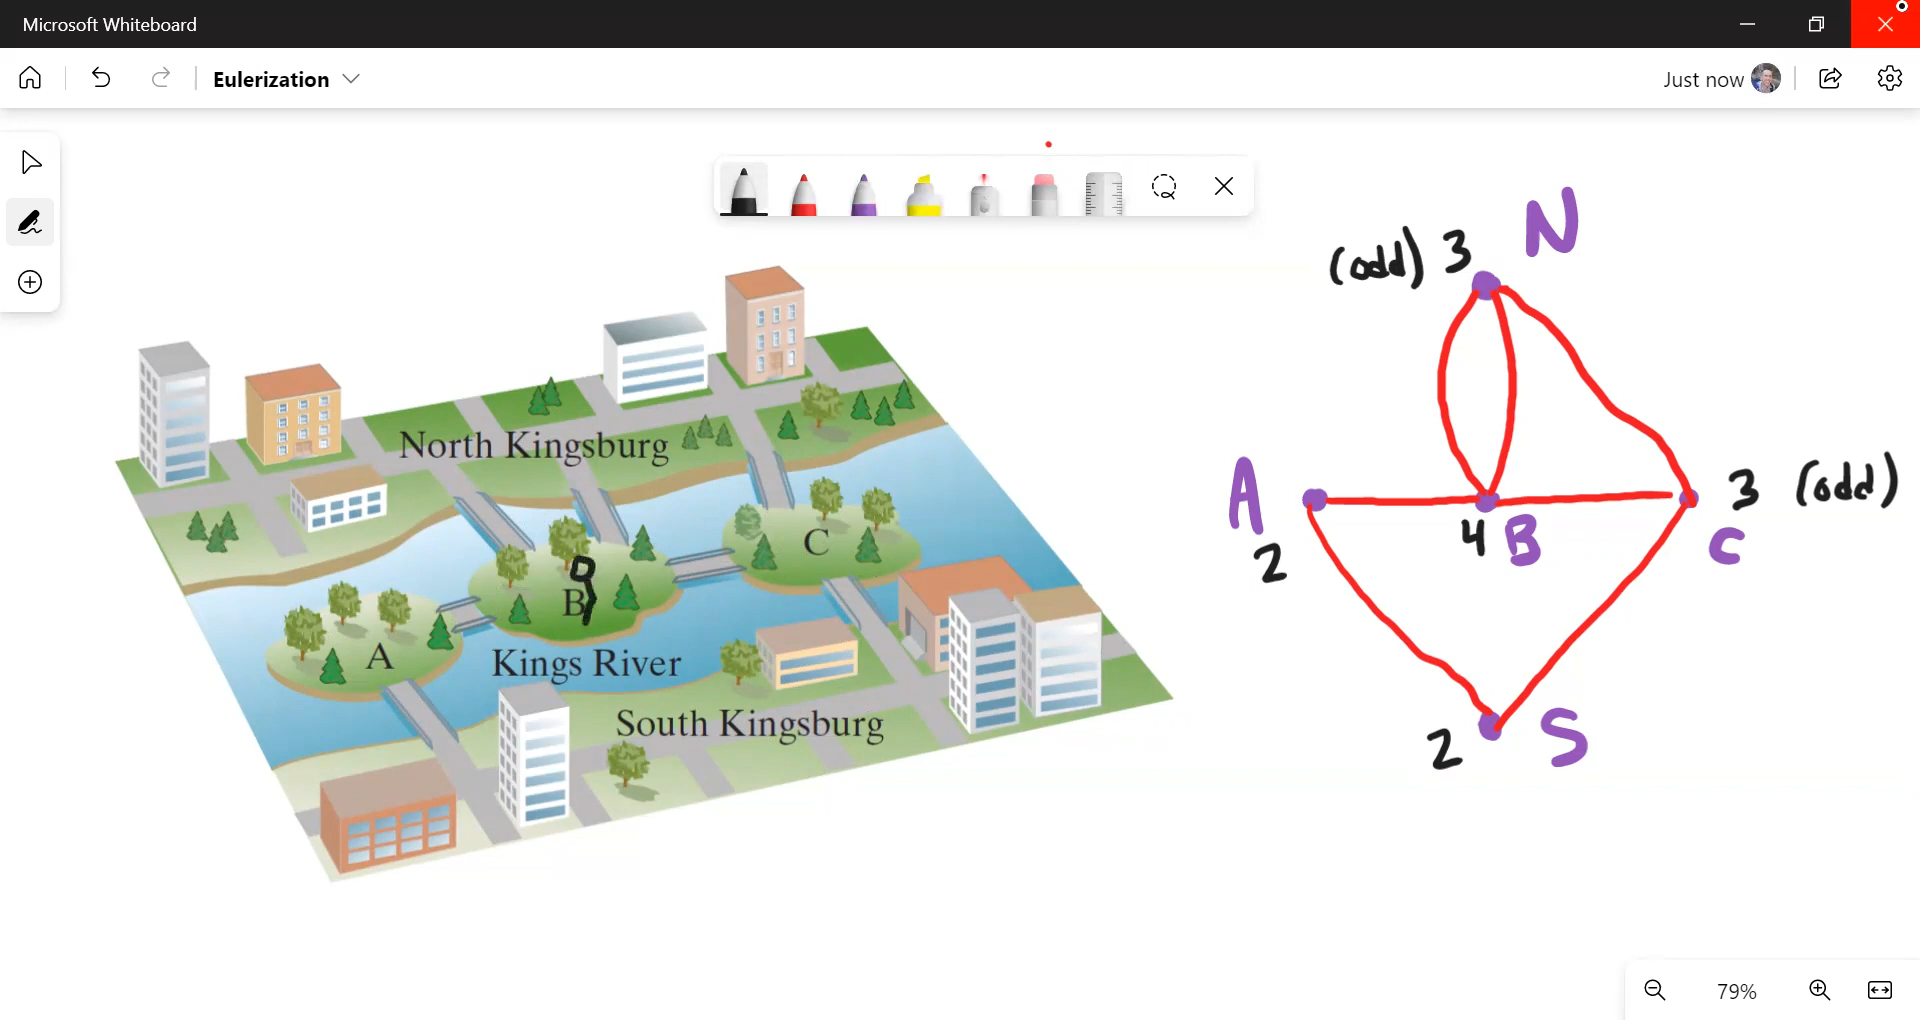 Microsoft Whiteboard
Eulerization
Just now
N
(odd) 3
North Kingsburg
A
3 (odd)
C
4 B
C
2
B
A
Kings River
South Kingsburg
2 S
79%